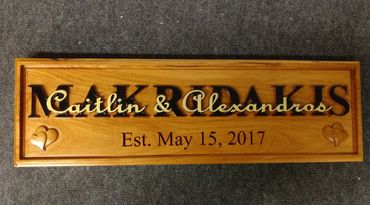 MAKRIDAKIS
Caitlin & Alexandros
Est. May 15, 2017